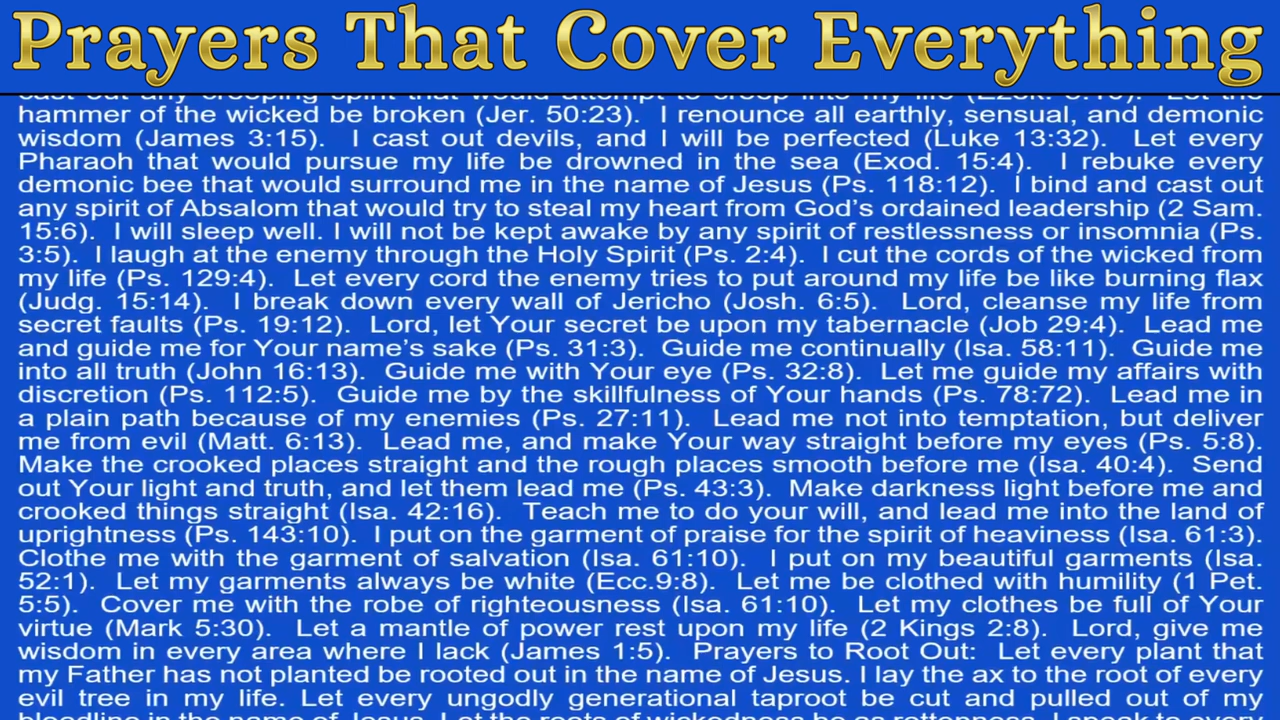 Prayers That Cover Everything
hammer of the wicked be broken (Jer. 50:23). I renounce all earthly, sensual, and demonic
wisdom (James 3:15). I cast out devils, and I will be perfected (Luke 13:32). Let every
Pharaoh that would pursue my life be drowned in the sea (Exod. 15:4). I rebuke every
demonic bee that would surround me in the name of Jesus (Ps. 118:12). I bind and cast out
any spirit of Absalom that would try to steal my heart from God’s ordained leadership (2 Sam.
15:6). I will sleep well. I will not be kept awake by any spirit of restlessness or insomnia (Ps.
3:5). I laugh at the enemy through the Holy Spirit (Ps. 2:4). I cut the cords of the wicked from
my life (Ps. 129:4). Let every cord the enemy tries to put around my life be like burning flax
(Judg. 15:14). I break down every wall of Jericho (Josh. 6:5). Lord, cleanse my life from
secret faults (Ps. 19:12). Lord, let Your secret be upon my tabernacle (Job 29:4). Lead me
and guide me for Your name’s sake (Ps. 31:3). Guide me continually (Isa. 58:11). Guide me
into all truth (John 16:13). Guide me with Your eye (Ps. 32:8). Let me guide my affairs with
discretion (Ps. 112:5). Guide me by the skillfulness of Your hands (Ps. 78:72). Lead me in
a plain path because of my enemies (Ps. 27:11). Lead me not into temptation, but deliver
me from evil (Matt. 6:13). Lead me, and make Your way straight before my eyes (Ps. 5:8).
Make the crooked places straight and the rough places smooth before me (Isa. 40:4). Send
out Your light and truth, and let them lead me (Ps. 43:3). Make darkness light before me and
crooked things straight (Isa. 42:16). Teach me to do your will, and lead me into the land of
uprightness (Ps. 143:10). I put on the garment of praise for the spirit of heaviness (Isa. 61:3).
Clothe me with the garment of salvation (Isa. 61:10). I put on my beautiful garments (Isa.
52:1). Let my garments always be white (Ecc.9:8). Let me be clothed with humility (1 Pet.
5:5). Cover me with the robe of righteousness (Isa. 61:10). Let my clothes be full of Your
virtue (Mark 5:30). Let a mantle of power rest upon my life (2 Kings 2:8). Lord, give me
wisdom in every area where I lack (James 1:5). Prayers to Root Out: Let every plant that
my Father has not planted be rooted out in the name of Jesus. I lay the ax to the root of every
evil tree in my life. Let every ungodly generational taproot be cut and pulled out of my